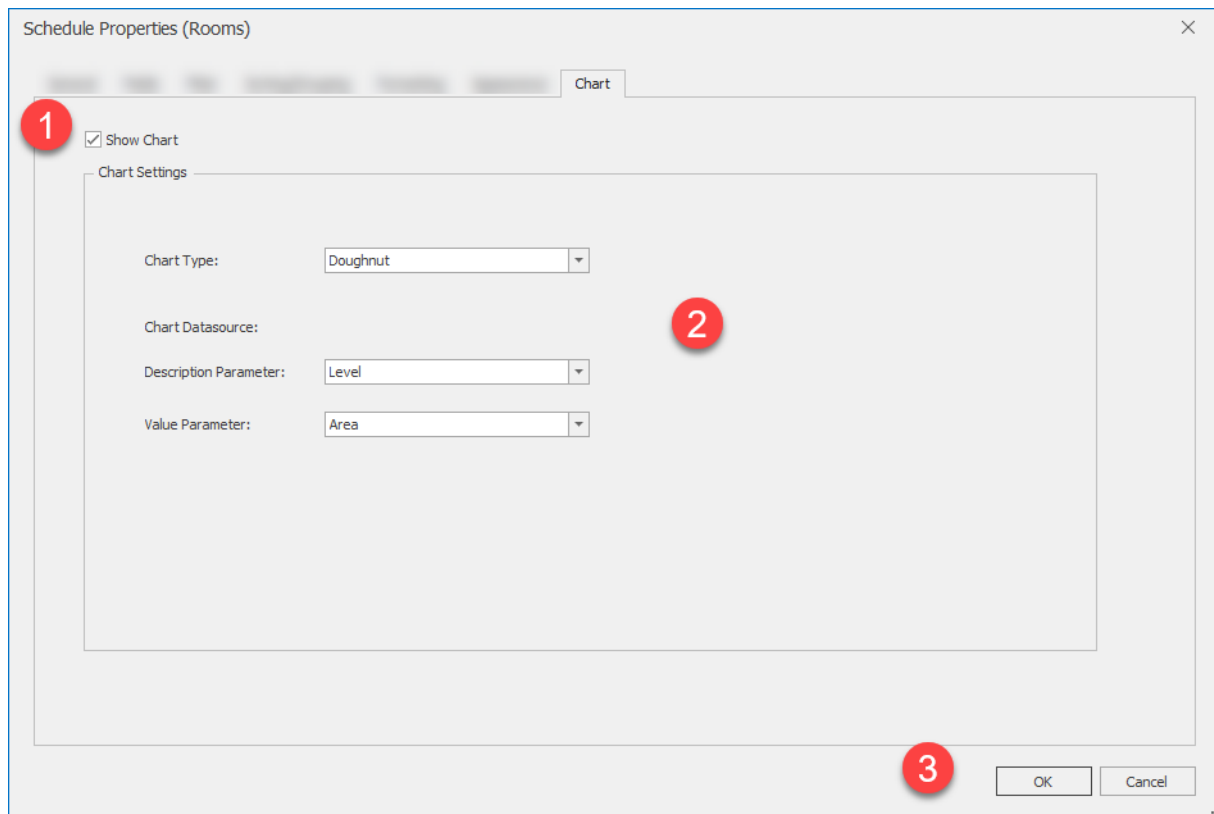 Schedule Properties (Rooms)
Chart
1
Show Chart
Chart Settings
Chart Type: Doughnut
2
Chart Datasource:
Description Parameter: Level
Value Parameter: Area
3
OK Cancel